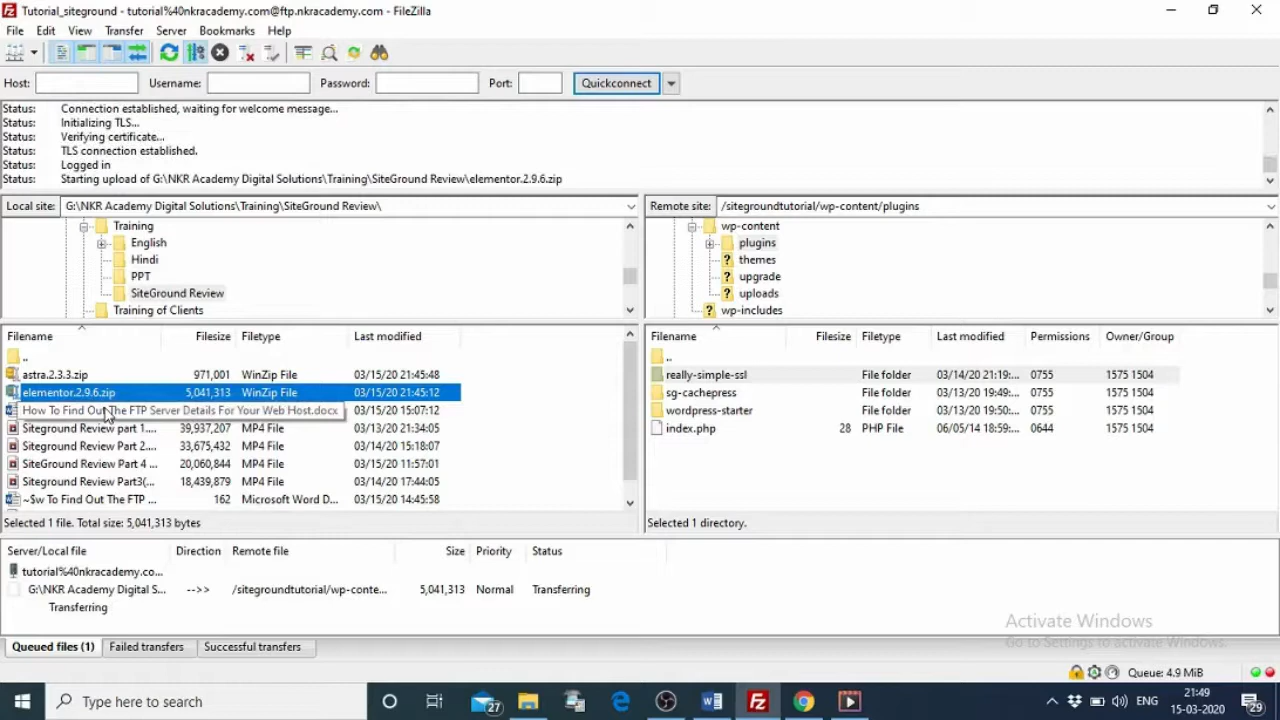 Tutorial_siteground - tutorial%40nkracademy.com@ftp.nkracademy.com - FileZilla
File Edit View Transfer Server Bookmarks Help
Host: Username: Password: Port: Quickconnect
Status: Connection established, waiting for welcome message...
Status: Initializing TLS...
Status: Verifying certificate...
Status: TLS connection established.
Status: Logged in
Status: Starting upload of G:\NKR Academy Digital Solutions\Training\SiteGround Review\elementor.2.9.6.zip
Local site: G:\NKR Academy Digital Solutions\Training\SiteGround Review\
Training
English
Hindi
PPT
SiteGround Review
Training of Clients
Remote site: /sitegroundtutorial/wp-content/plugins
wp-content
plugins
themes
upgrade
uploads
wp-includes
Filename Filesize Filetype Last modified
..
astra.2.3.3.zip 971,001 WinZip File 03/15/20 21:45:48
elementor.2.9.6.zip 5,041,313 WinZip File 03/15/20 21:45:12
How To Find Out The FTP Server Details For Your Web Host.docx 03/15/20 15:07:12
Siteground Review part 1.... 39,937,207 MP4 File 03/13/20 21:34:05
Siteground Review Part 2.... 33,675,432 MP4 File 03/14/20 15:18:07
SiteGround Review Part 4 ... 20,060,844 MP4 File 03/15/20 11:57:01
Siteground Review Part3(... 18,439,879 MP4 File 03/14/20 17:44:05
~$w To Find Out The FTP ... 162 Microsoft Word D... 03/15/20 14:45:58
Selected 1 file. Total size: 5,041,313 bytes
Filename Filesize Filetype Last modified Permissions Owner/Group
..
really-simple-ssl File folder 03/14/20 21:19:... 0755 1575 1504
sg-cachepress File folder 03/13/20 19:49:... 0755 1575 1504
wordpress-starter File folder 03/13/20 19:50:... 0755 1575 1504
index.php 28 PHP File 06/05/14 18:59:... 0644 1575 1504
Selected 1 directory.
Server/Local file Direction Remote file Size Priority Status
tutorial%40nkracademy.co...
G:\NKR Academy Digital S... -->> /sitegroundtutorial/wp-conte... 5,041,313 Normal Transferring
Transferring
Activate Windows
Go to Settings to activate Windows.
Queued files (1) Failed transfers Successful transfers
Queue: 4.9 MiB
Type here to search
27
ENG
21:49
15-03-2020
29